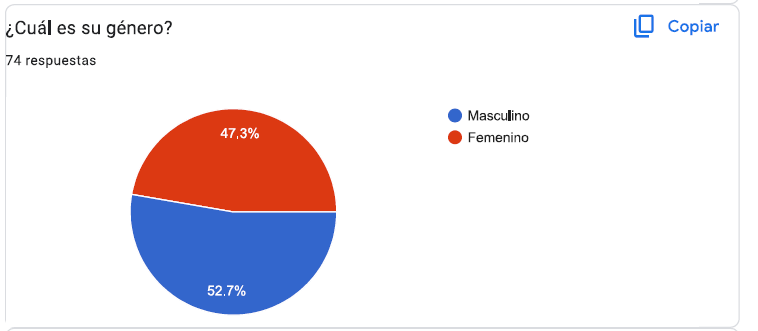 ¿Cuál es su género?
Copiar
74 respuestas
Masculino
Femenino
47.3%
52.7%